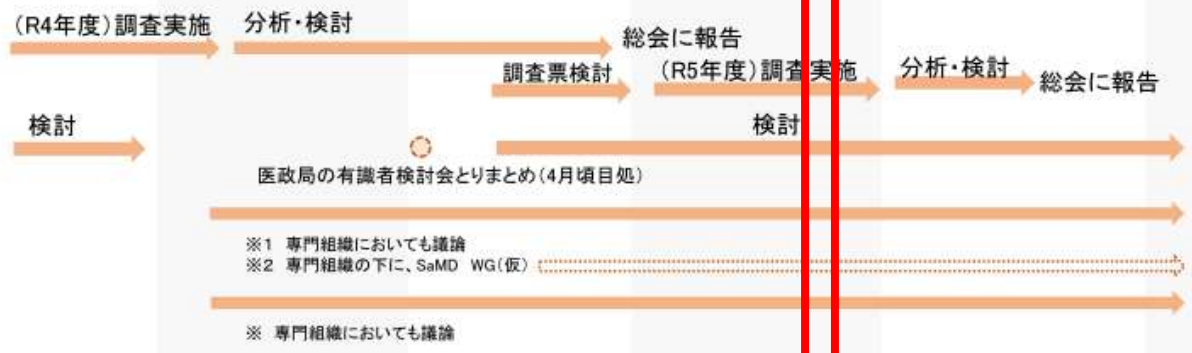 (R4年度)調査実施
分析・検討
総会に報告
調査票検討
(R5年度)調査実施
分析・検討
総会に報告
検討
検討
医政局の有識者検討会とりまとめ(4月頃目処)
※1 専門組織においても議論
※2 専門組織の下に、SaMD WG(仮)
※ 専門組織においても議論